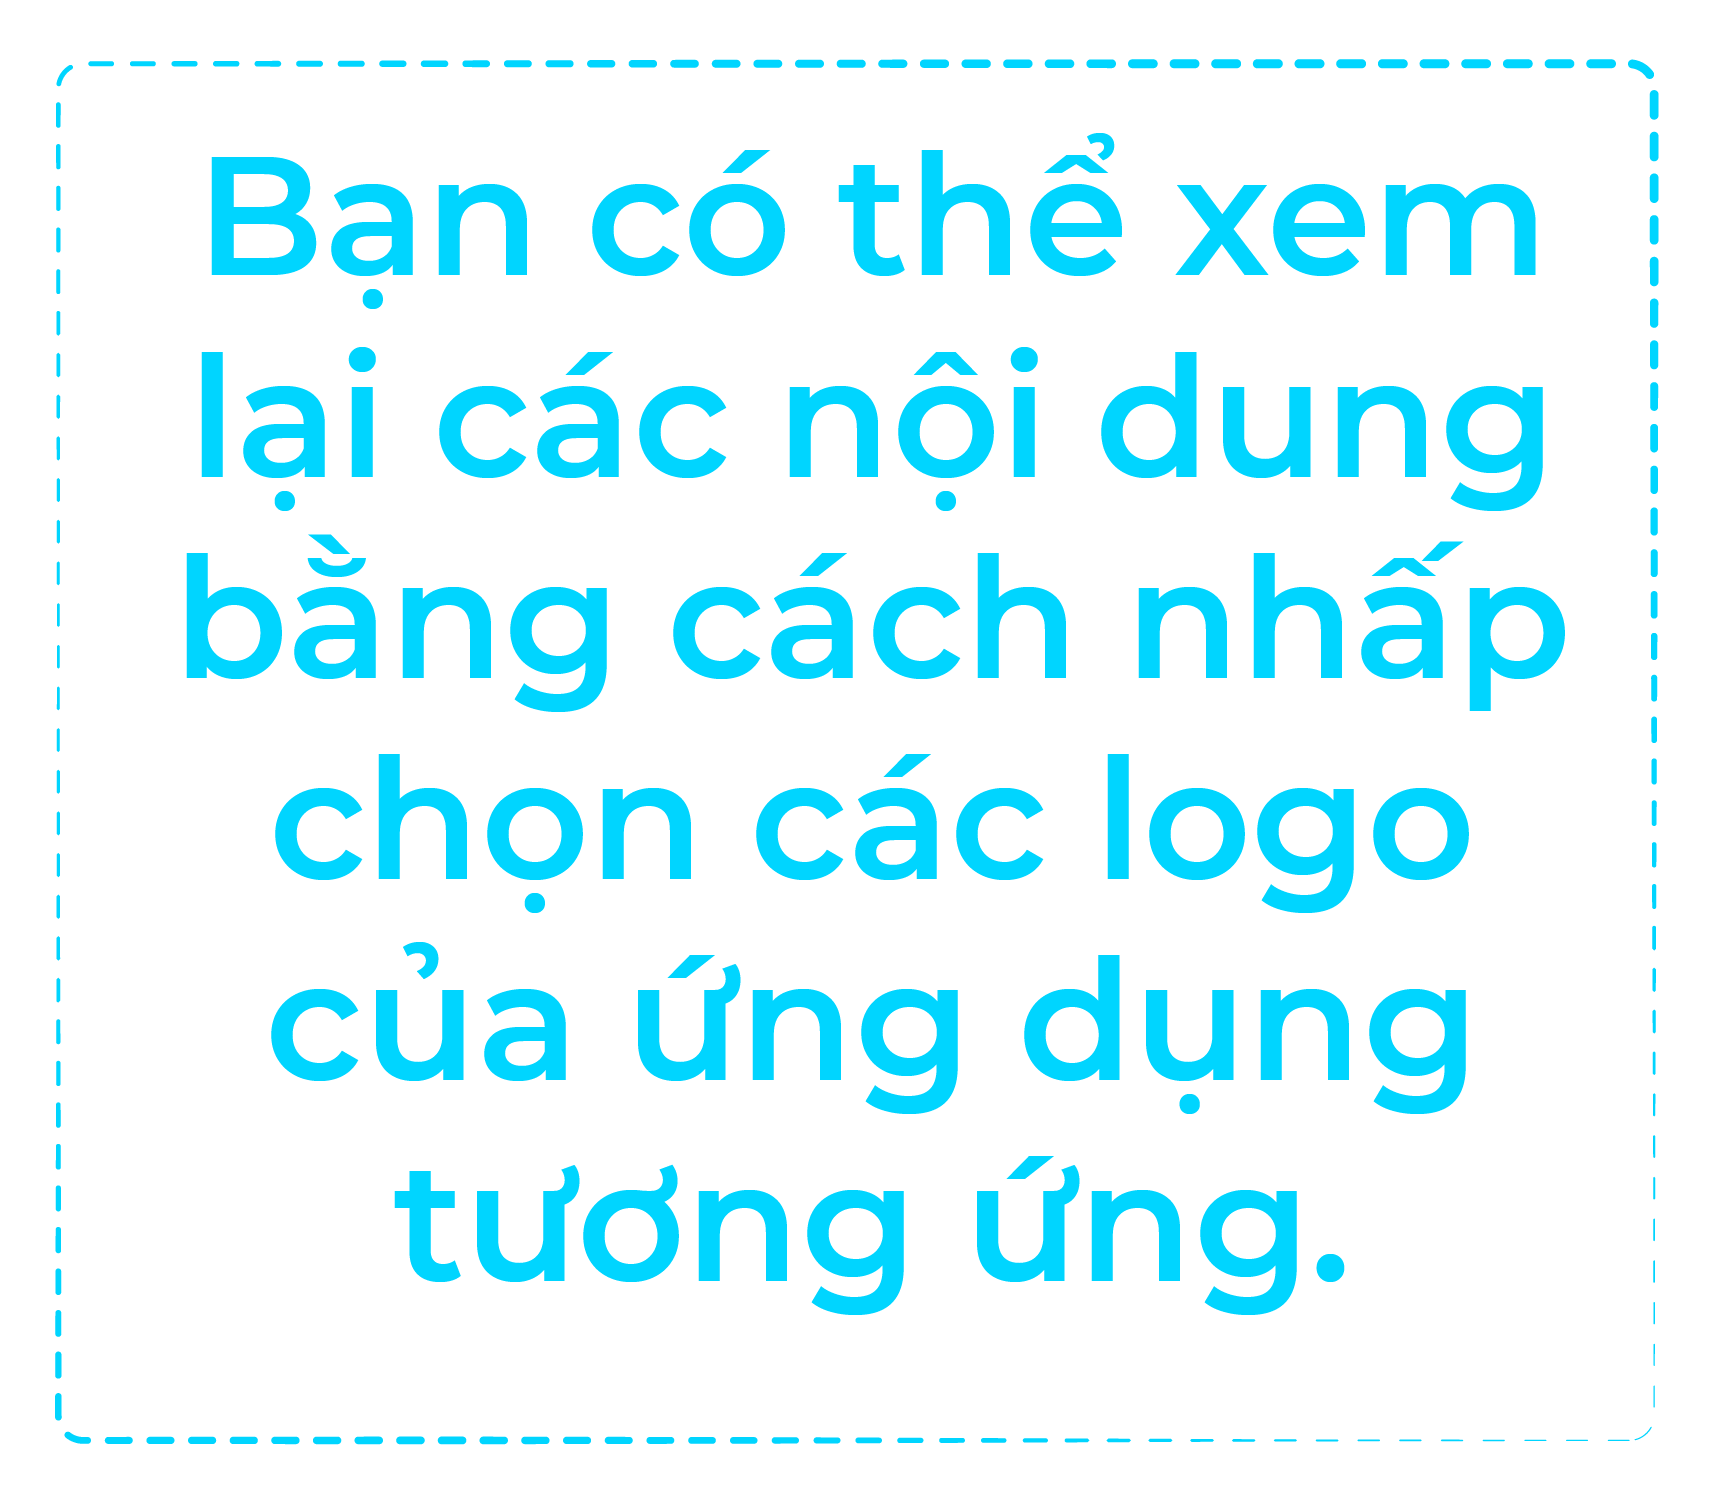 Bạn có thể xem
lại các nội dung
bằng cách nhấp
chọn các logo
của ứng dụng
tương ứng.